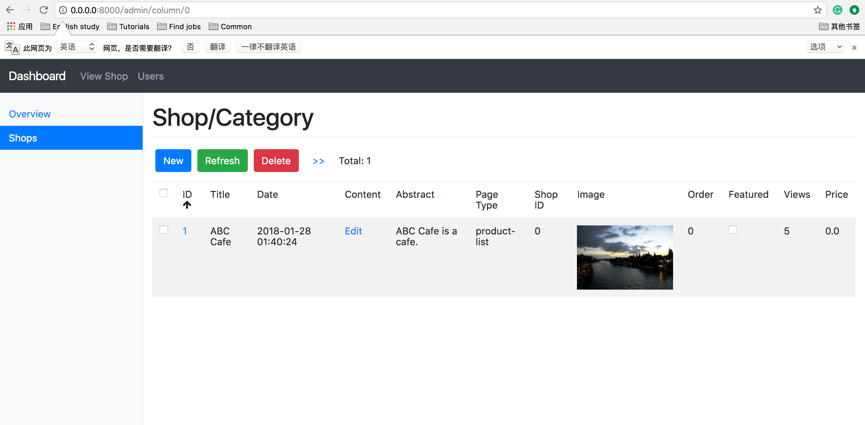 0.0.0.0:8000/admin/column/0
应用 English study Tutorials Find jobs Common 其他书签
文A 此网页为 英语 网页，是否需要翻译? 否 翻译 一律不翻译英语 选项 ×
Dashboard View Shop Users
Overview
Shops
Shop/Category
New Refresh Delete >> Total: 1
ID Title Date Content Abstract Page Type Shop ID Image Order Featured Views Price
1 ABC Cafe 2018-01-28 01:40:24 Edit ABC Cafe is a cafe. product-list 0 0 5 0.0